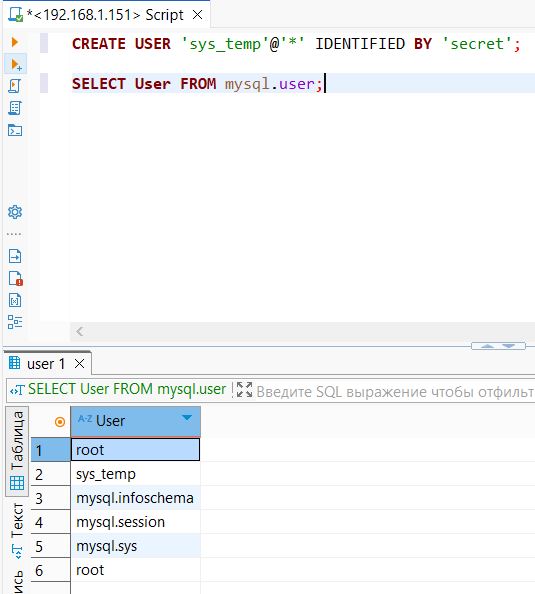 *<192.168.1.151> Script
CREATE USER 'sys_temp'@'*' IDENTIFIED BY 'secret';
SELECT User FROM mysql.user;
user 1
SELECT User FROM mysql.user
Введите SQL выражение чтобы отфильт
Таблица
Текст
ись
A-Z User
1 root
2 sys_temp
3 mysql.infoschema
4 mysql.session
5 mysql.sys
6 root